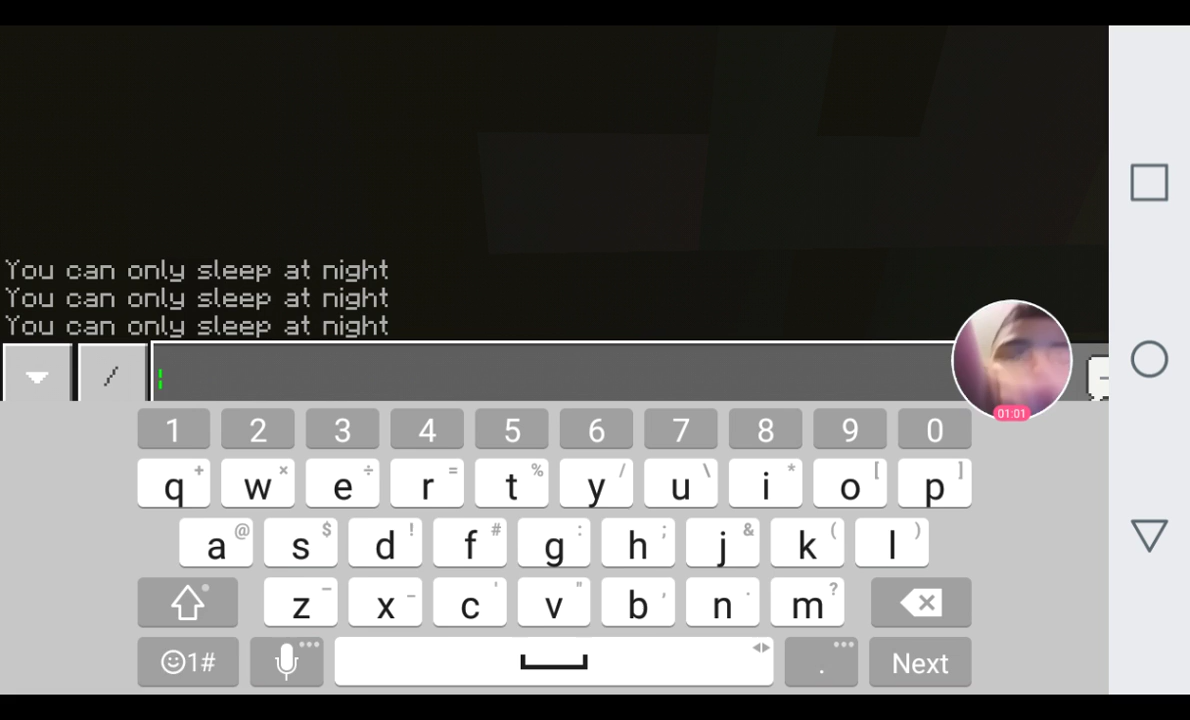 You can only sleep at night
You can only sleep at night
You can only sleep at night
/
01:01
1 2 3 4 5 6 7 8 9 0
q + w × e ÷ r = t % y / u \ i * o [ p ]
a @ s $ d ! f # g : h ; j & k ( l )
z – x - c ' v " b , n . m ?
☺1# . Next